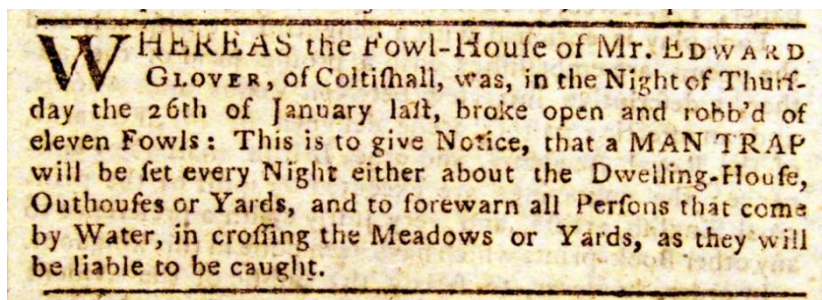 WHEREAS the Fowl-Houſe of Mr. EDWARD
GLOVER, of Coltiſhall, was, in the Night of Thurſ-
day the 26th of January laſt, broke open and robb'd of
eleven Fowls: This is to give Notice, that a MAN TRAP
will be ſet every Night either about the Dwelling-Houſe,
Outhouſes or Yards, and to forewarn all Perſons that come
by Water, in croſſing the Meadows or Yards, as they will
be liable to be caught.